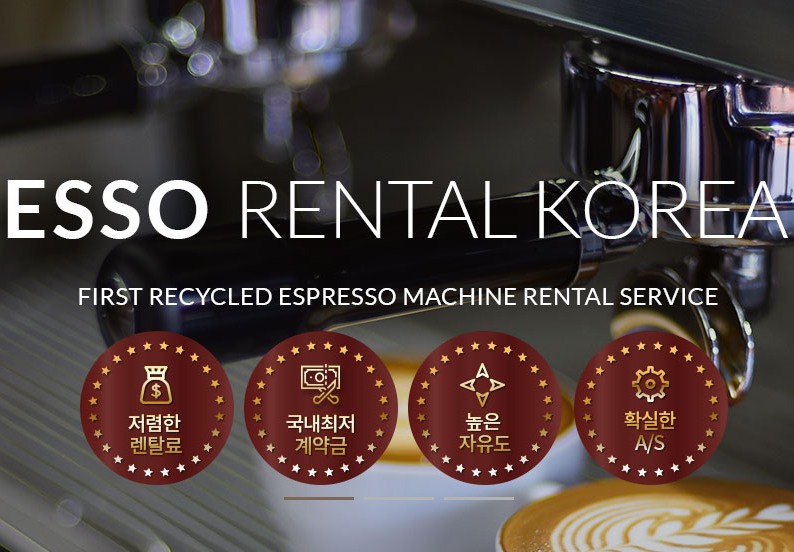 ESSO RENTAL KOREA
FIRST RECYCLED ESPRESSO MACHINE RENTAL SERVICE
저렴한
렌탈료
국내최저
계약금
높은
자유도
확실한
A/S